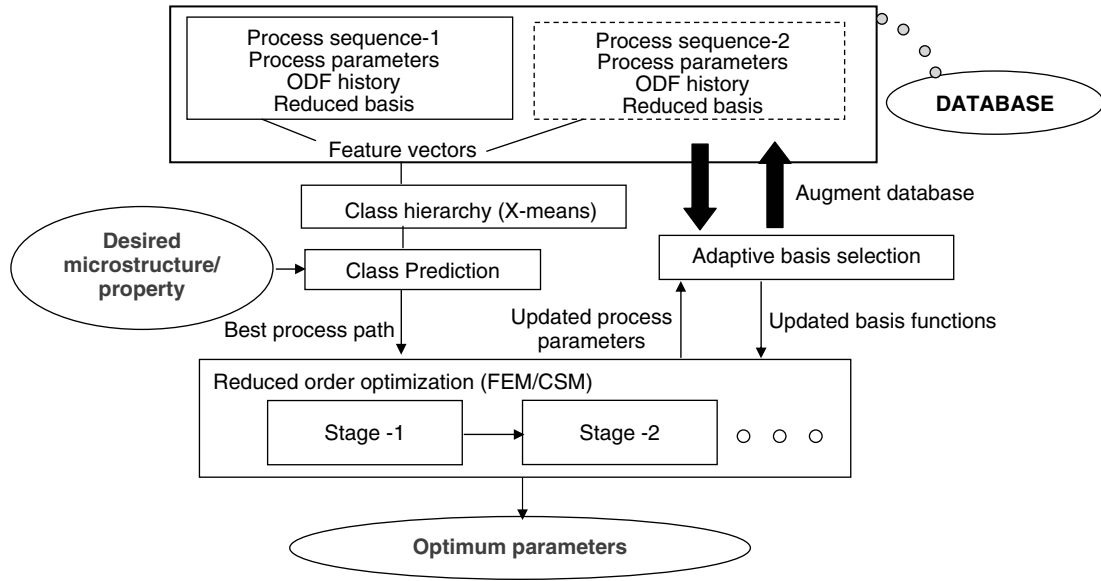 Process sequence-1
Process parameters
ODF history
Reduced basis
Process sequence-2
Process parameters
ODF history
Reduced basis
DATABASE
Feature vectors
Augment database
Class hierarchy (X-means)
Desired
microstructure/
property
Class Prediction
Adaptive basis selection
Best process path
Updated process
parameters
Updated basis functions
Reduced order optimization (FEM/CSM)
Stage -1
Stage -2
Optimum parameters